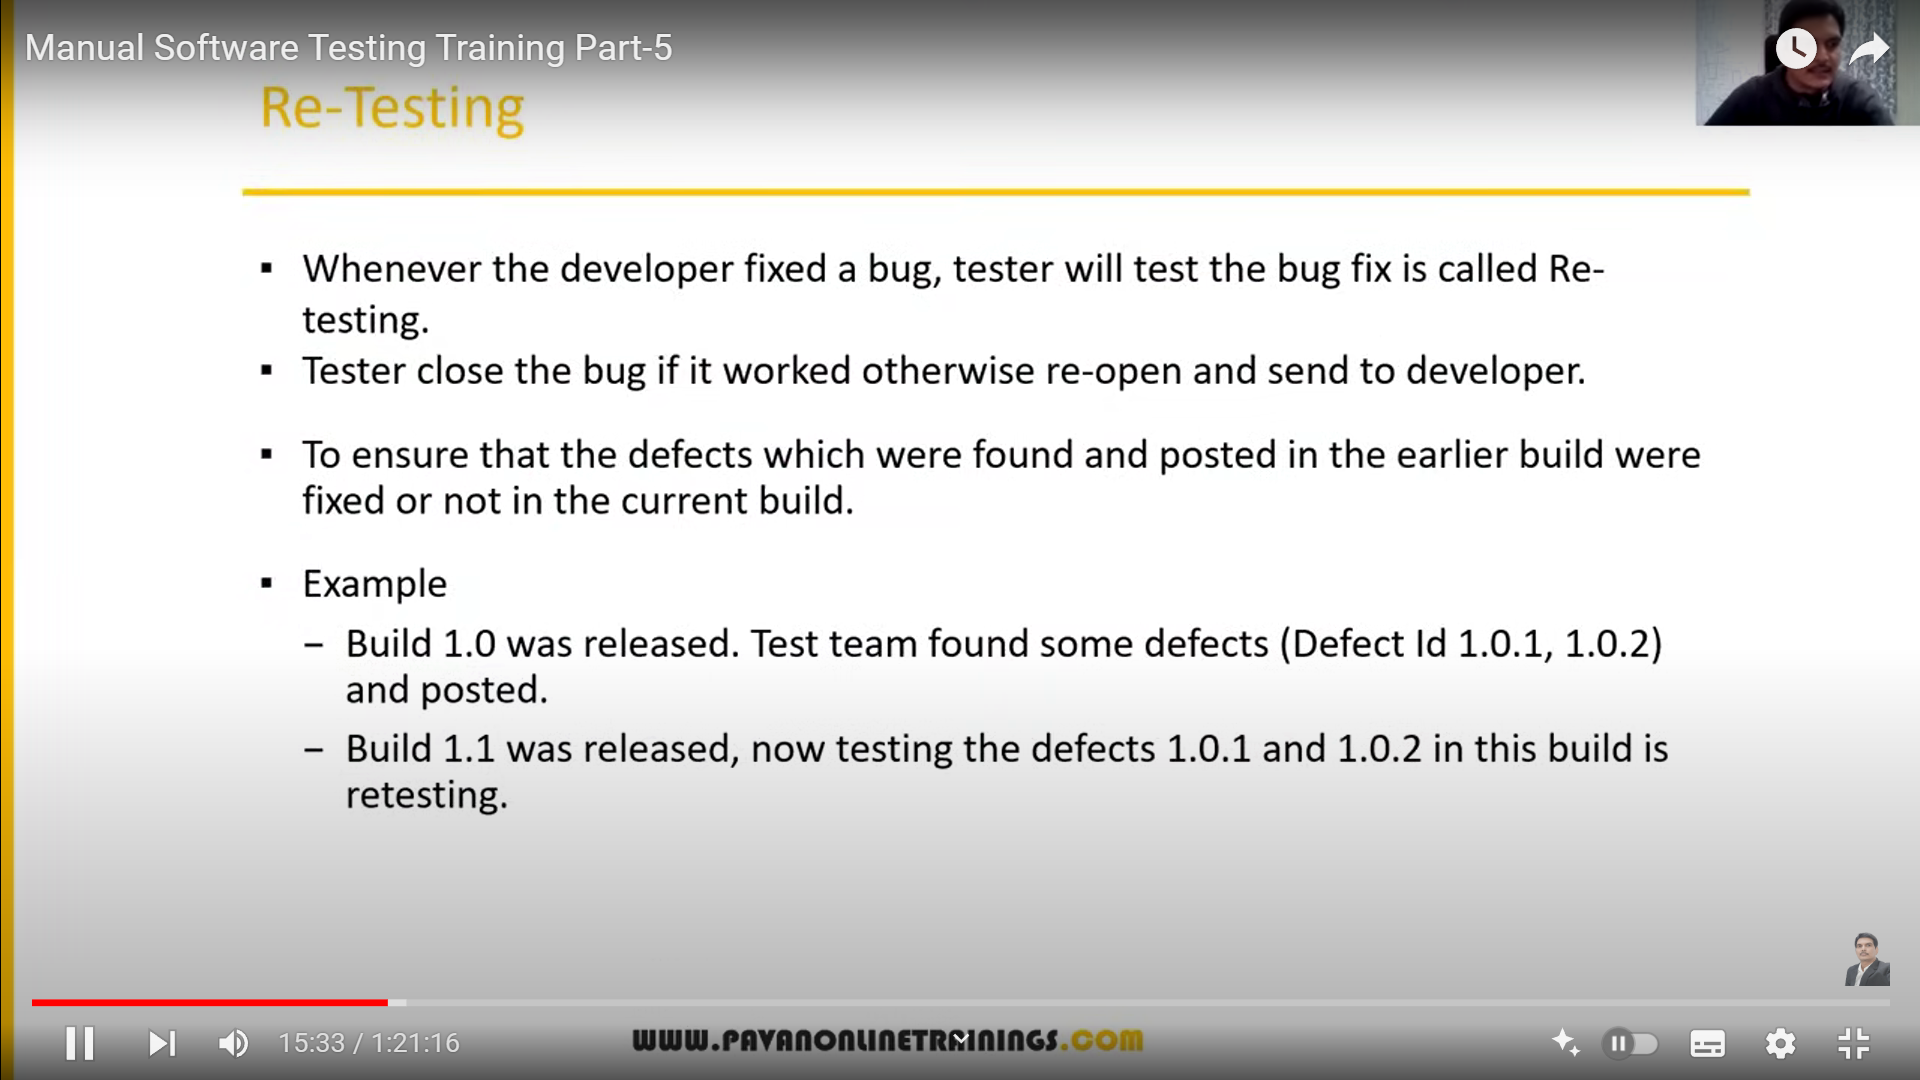 Manual Software Testing Training Part-5
Re-Testing
▪ Whenever the developer fixed a bug, tester will test the bug fix is called Re-
testing.
▪ Tester close the bug if it worked otherwise re-open and send to developer.
▪ To ensure that the defects which were found and posted in the earlier build were
fixed or not in the current build.
▪ Example
– Build 1.0 was released. Test team found some defects (Defect Id 1.0.1, 1.0.2)
and posted.
– Build 1.1 was released, now testing the defects 1.0.1 and 1.0.2 in this build is
retesting.
15:33 / 1:21:16
WWW.PAVANONLINETRAININGS.COM